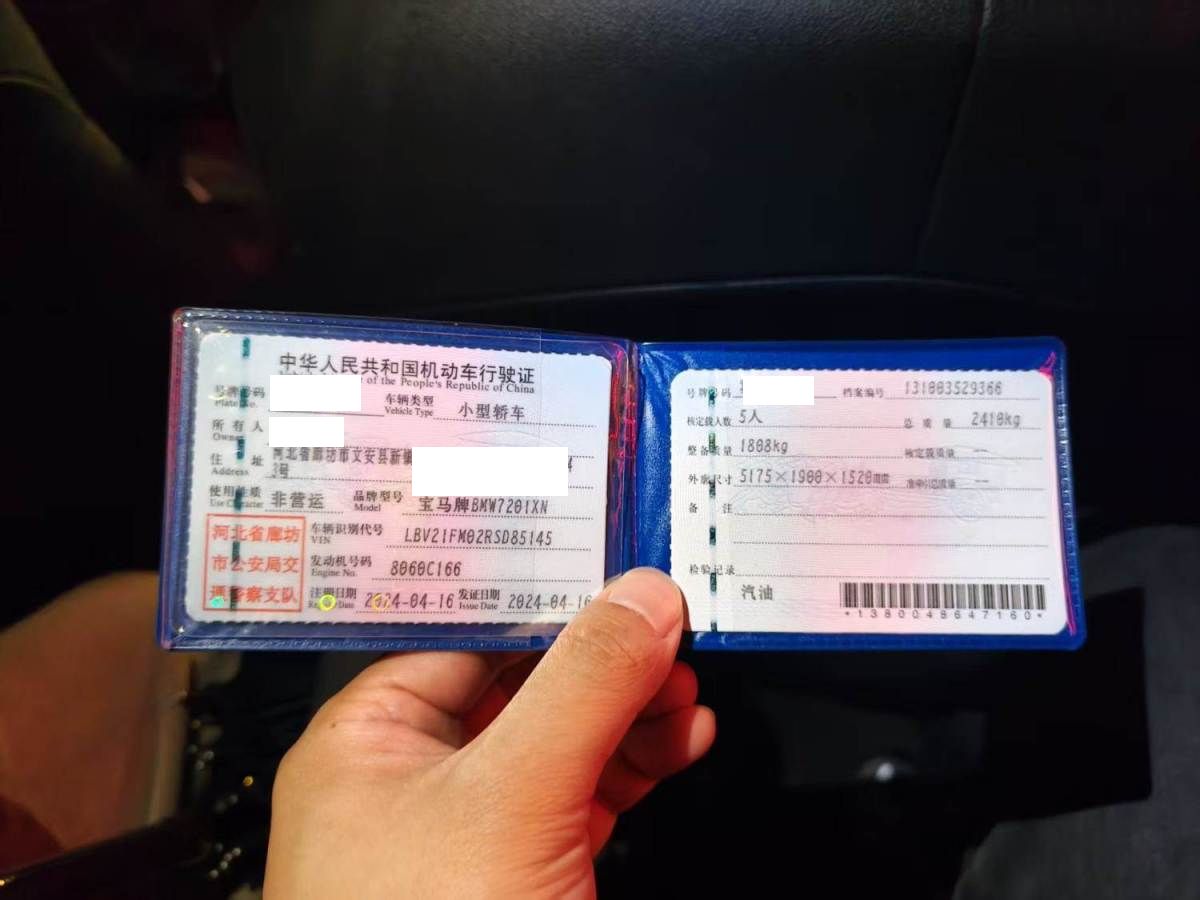 中华人民共和国机动车行驶证
of the People's Republic of China
号牌号码
Plate No.
车辆类型 小型轿车
Vehicle Type
所有人
Owner
住址 河北省廊坊市文安县新
Address 3号
使用性质 非营运 品牌型号 宝马牌BMW7201XN
Use Character Model
河北省廊坊
市公安局交
通警察支队
车辆识别代号 LBV21FM02RSD85145
VIN
发动机号码 8060C166
Engine No.
注册日期 2024-04-16 发证日期 2024-04-16
Register Date Issue Date
号牌号码 档案编号 131003529366
核定载人数 5人 总质量 2410kg
整备质量 1808kg 核定载质量 --
外廓尺寸 5175×1900×1520mm 准牵引总质量 --
备注
检验记录
汽油
*1380048647160*